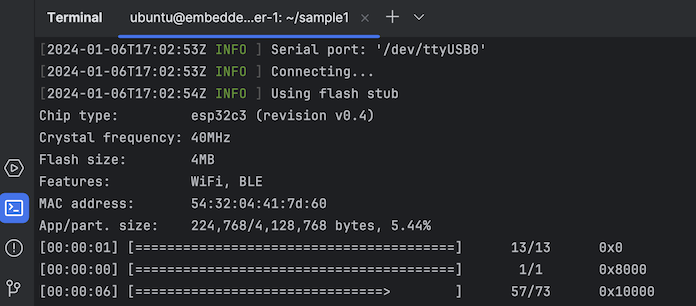 Terminal ubuntu@embedde...er-1: ~/sample1 × +
[2024-01-06T17:02:53Z INFO ] Serial port: '/dev/ttyUSB0'
[2024-01-06T17:02:53Z INFO ] Connecting...
[2024-01-06T17:02:54Z INFO ] Using flash stub
Chip type:         esp32c3 (revision v0.4)
Crystal frequency: 40MHz
Flash size:        4MB
Features:          WiFi, BLE
MAC address:       54:32:04:41:7d:60
App/part. size:    224,768/4,128,768 bytes, 5.44%
[00:00:01] [========================================]      13/13      0x0
[00:00:00] [========================================]       1/1       0x8000
[00:00:06] [===============================>        ]      57/73      0x10000